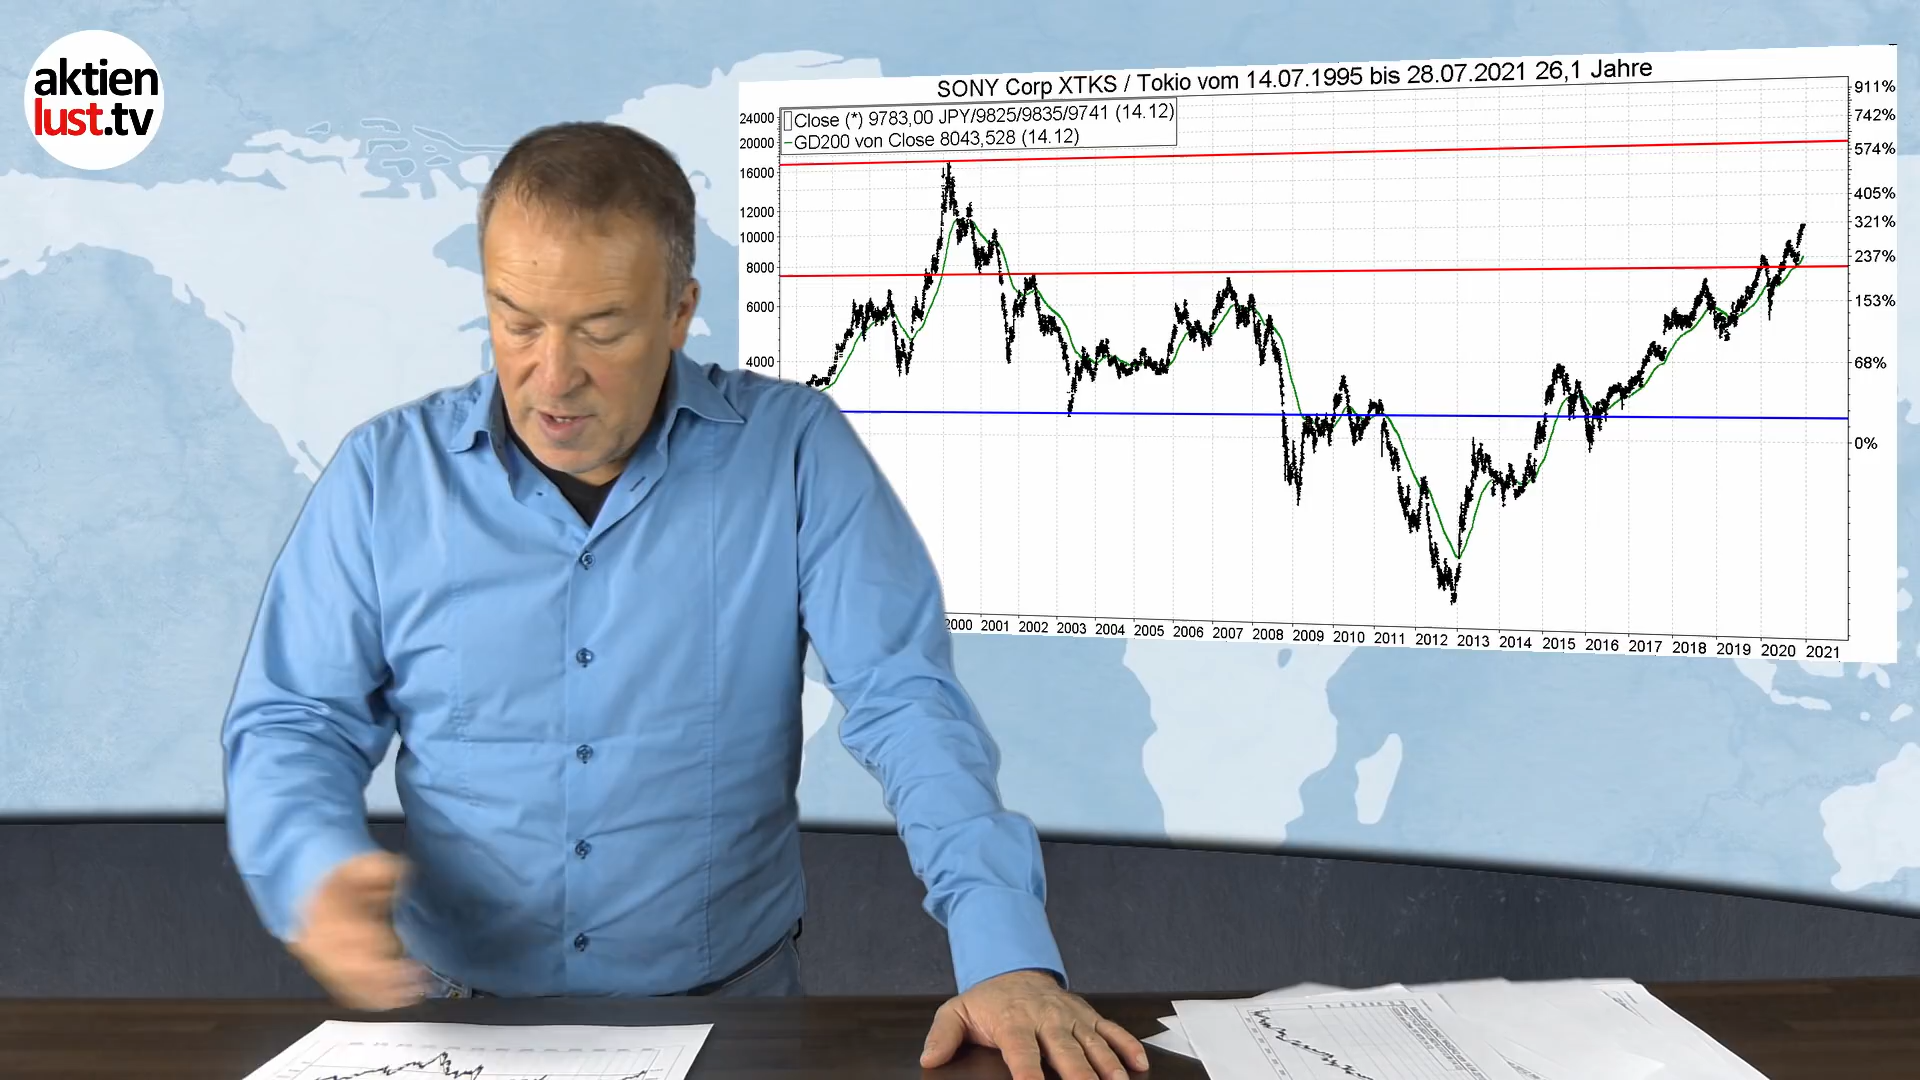 aktien
lust.tv
SONY Corp XTKS / Tokio vom 14.07.1995 bis 28.07.2021 26,1 Jahre
Close (*) 9783,00 JPY/9825/9835/9741 (14.12)
GD200 von Close 8043,528 (14.12)
24000
20000
16000
12000
10000
8000
6000
4000
911%
742%
574%
405%
321%
237%
153%
68%
0%
2000 2001 2002 2003 2004 2005 2006 2007 2008 2009 2010 2011 2012 2013 2014 2015 2016 2017 2018 2019 2020 2021